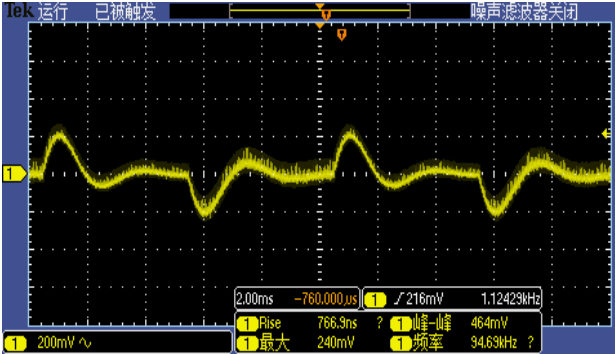 Tek 运行 已被触发 噪声滤波器关闭
T
T
1
2.00ms -760.000µs 1 ∫ 216mV 1.12429kHz
1 Rise 766.9ns ? 1 峰-峰 464mV
1 200mV ∿ 1 最大 240mV 1 频率 94.69kHz ?